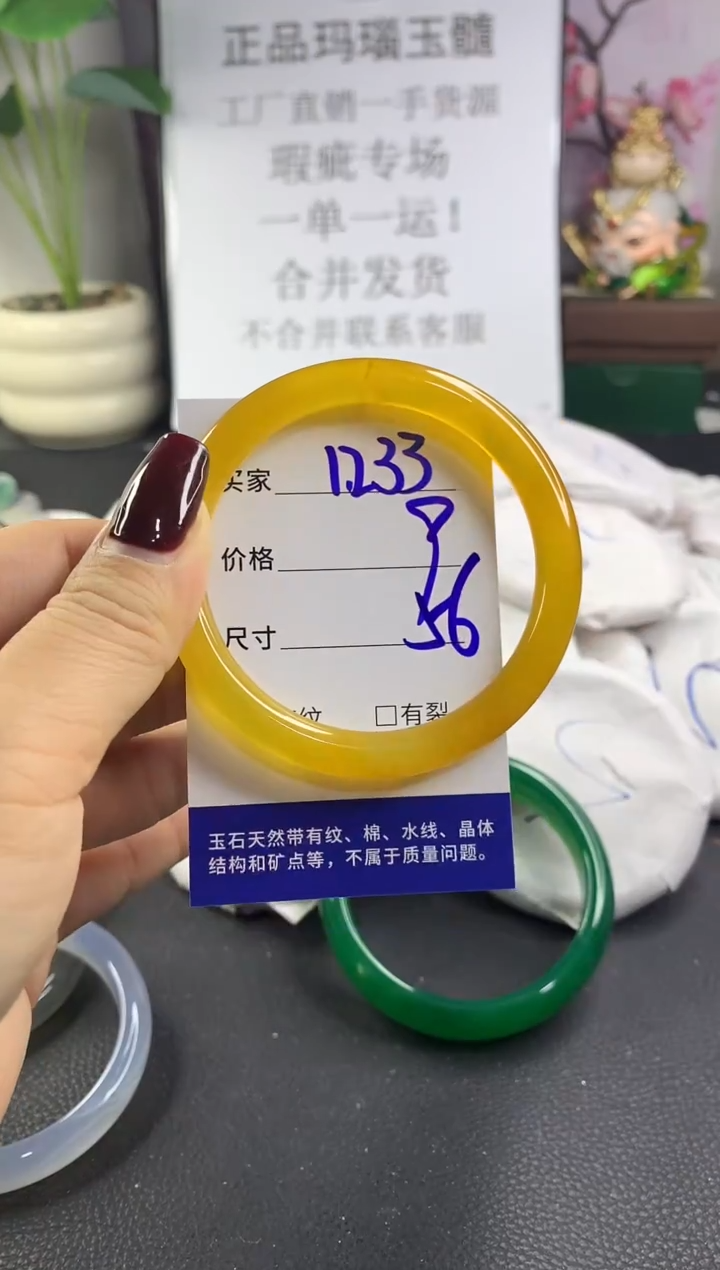 正品玛瑙玉髓
工厂直销一手货源
瑕疵专场
一单一运！
合并发货
不合并联系客服
买家 1233
价格
尺寸 56
纹 □有裂
玉石天然带有纹、棉、水线、晶体
结构和矿点等，不属于质量问题。